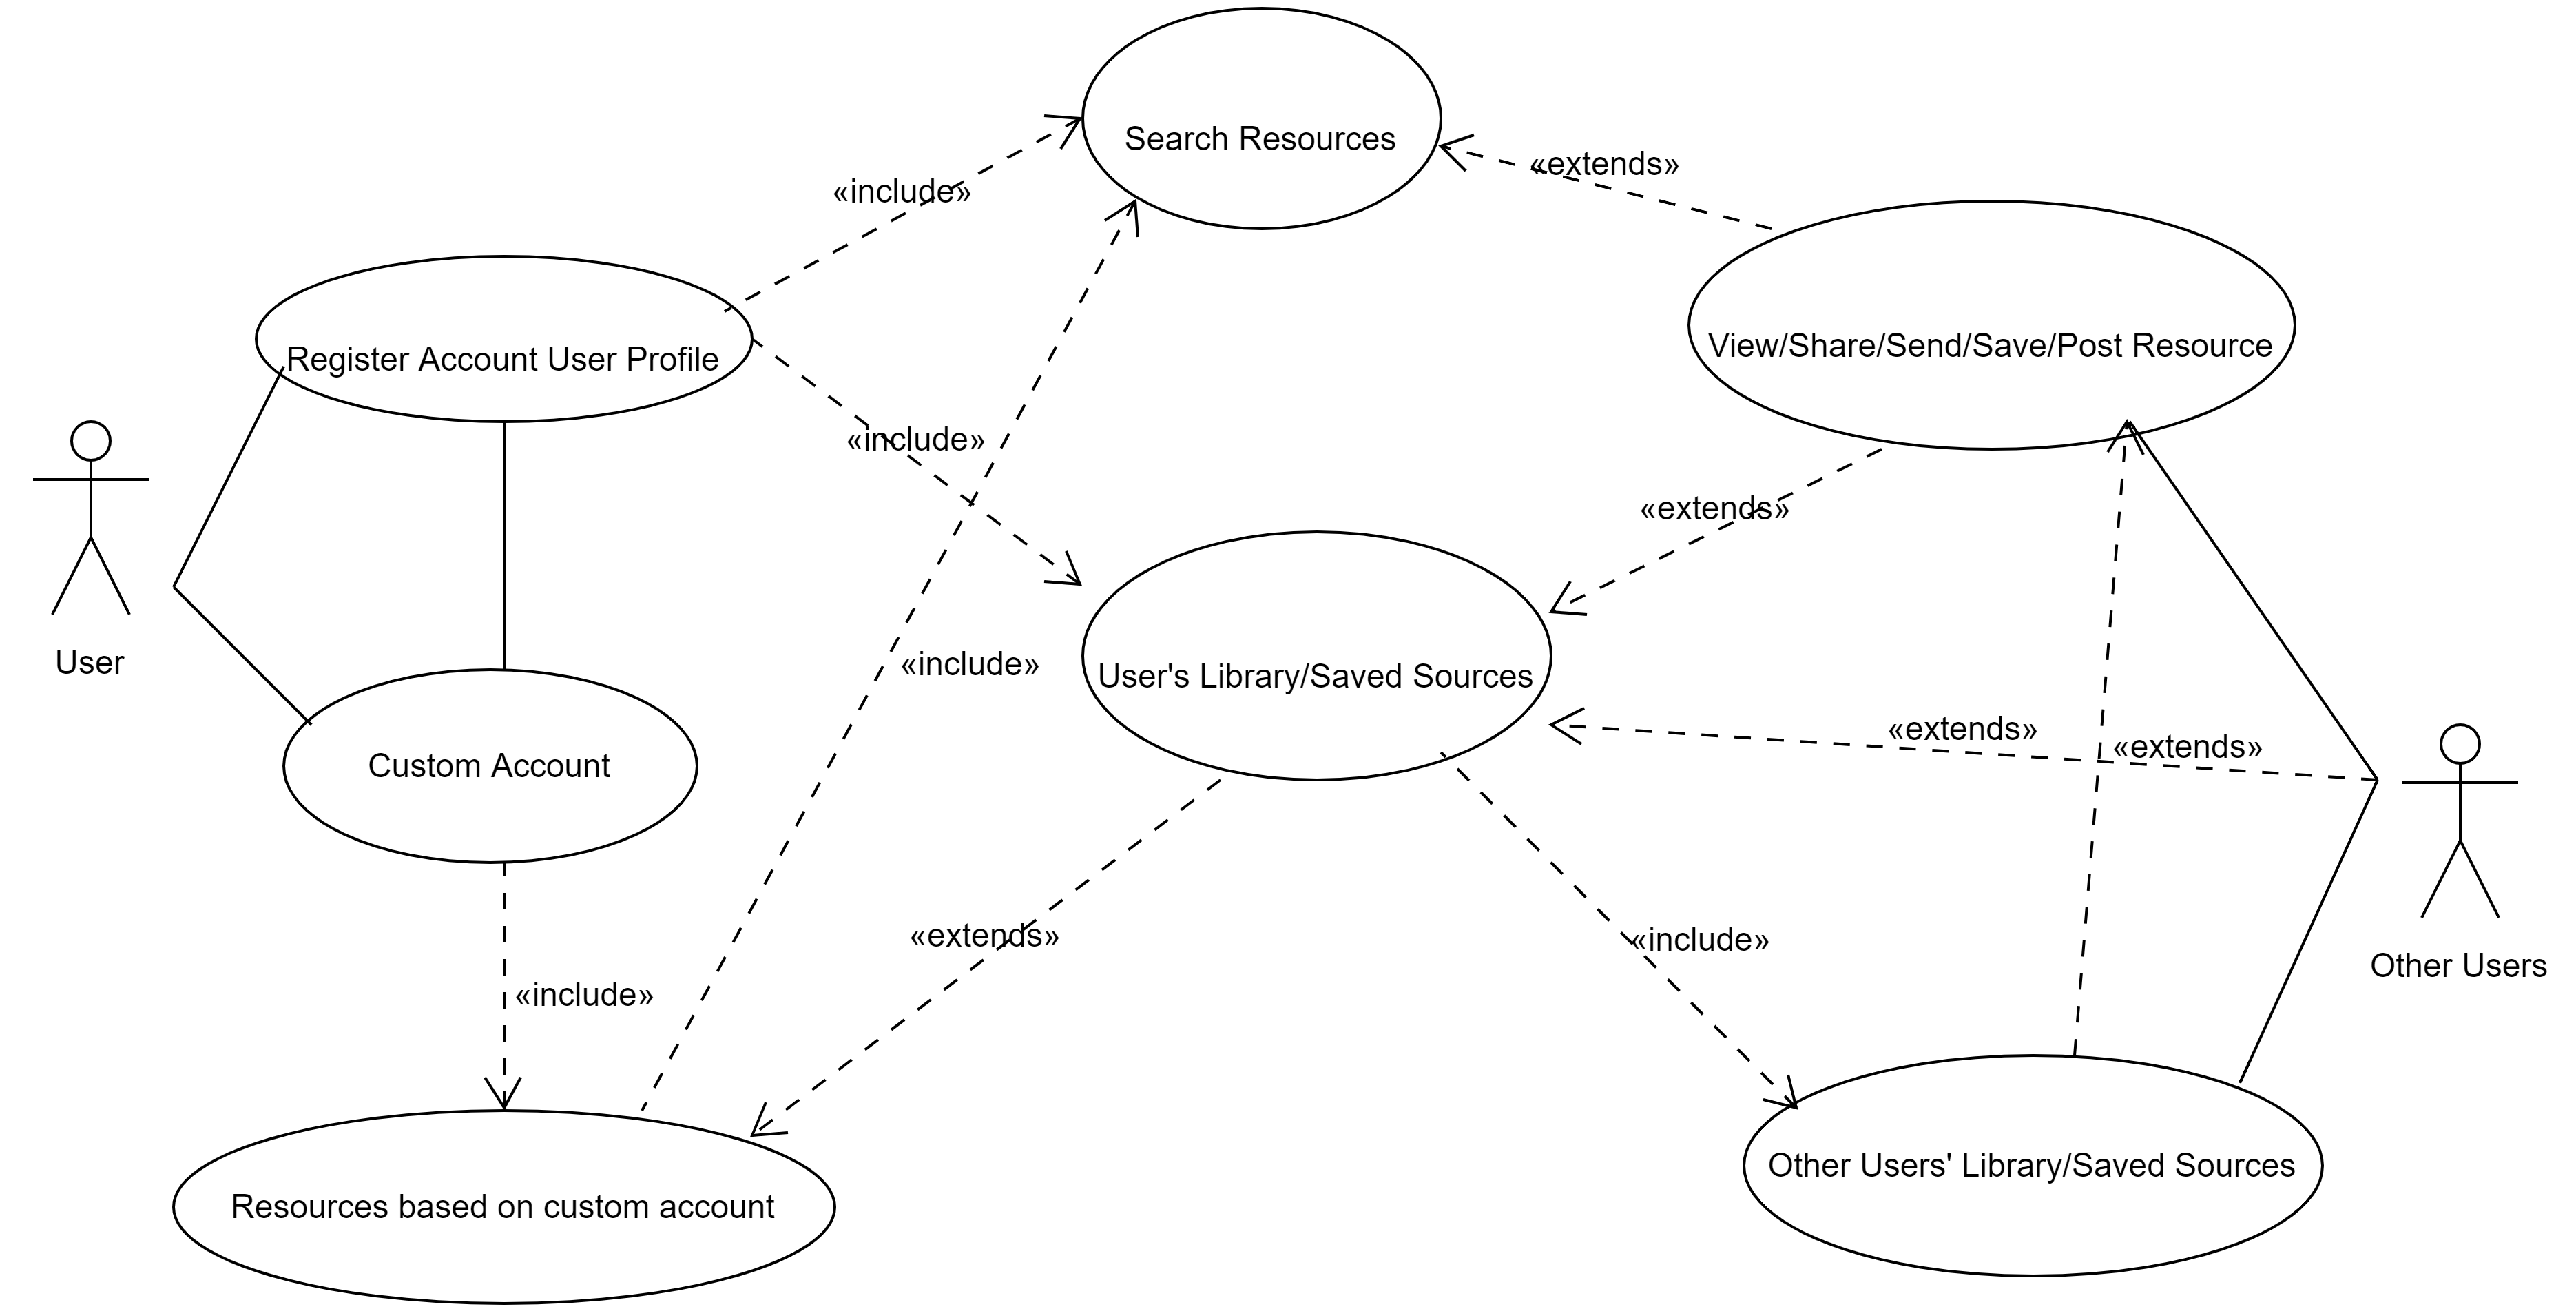 Search Resources
«extends»
«include»
View/Share/Send/Save/Post Resource
Register Account User Profile
«include»
«extends»
User
«include»
User's Library/Saved Sources
«extends»
«extends»
Custom Account
«extends»
«include»
Other Users
«include»
Other Users' Library/Saved Sources
Resources based on custom account